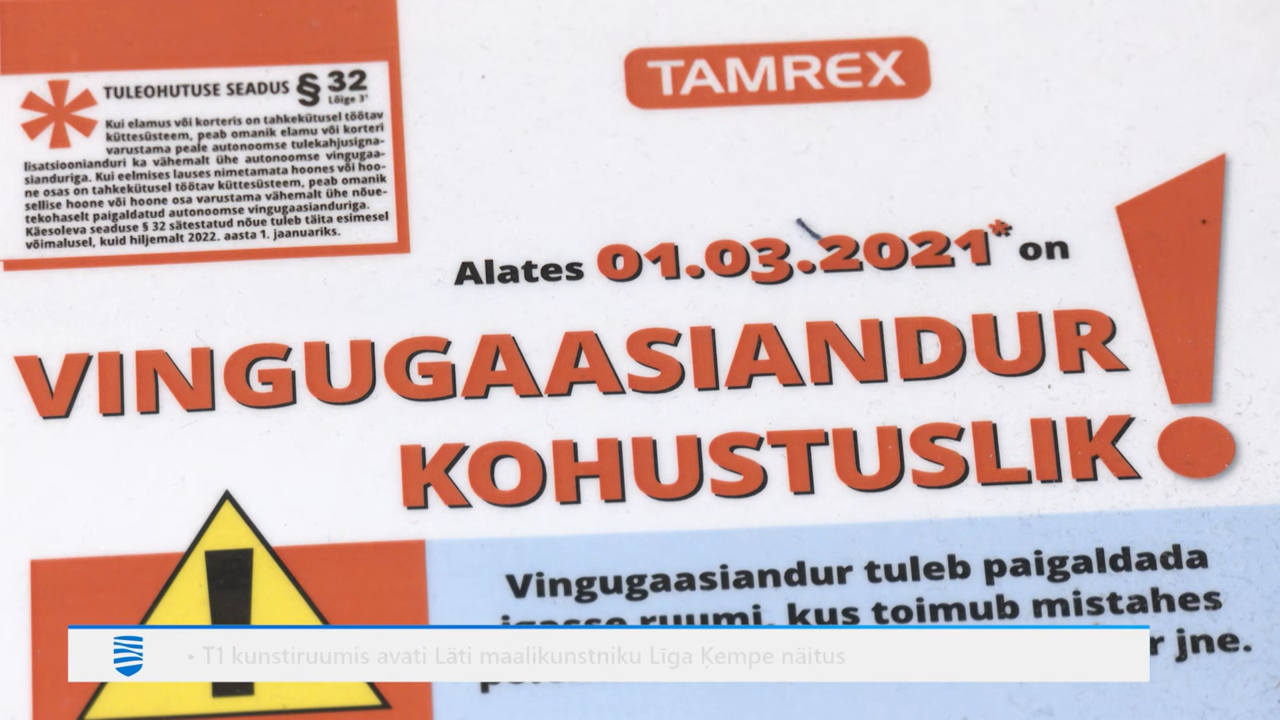 TULEOHUTUSE SEADUS § 32
Lõige 3¹
Kui elamus või korteris on tahkekütusel töötav
küttesüsteem, peab omanik elamu või korteri
varustama peale autonoomse tulekahjusigna-
lisatsioonianduri ka vähemalt ühe autonoomse vingugaa-
sianduriga. Kui eelmises lauses nimetamata hoones või hoo-
ne osas on tahkekütusel töötav küttesüsteem, peab omanik
sellise hoone või hoone osa varustama vähemalt ühe nõue-
tekohaselt paigaldatud autonoomse vingugaasianduriga.
Käesoleva seaduse § 32 sätestatud nõue tuleb täita esimesel
võimalusel, kuid hiljemalt 2022. aasta 1. jaanuariks.
TAMREX
Alates 01.03.2021* on
VINGUGAASIANDUR
KOHUSTUSLIK!
Vingugaasiandur tuleb paigaldada
igasse ruumi, kus toimub mistahes
jne.
• T1 kunstiruumis avati Läti maalikunstniku Līga Ķempe näitus